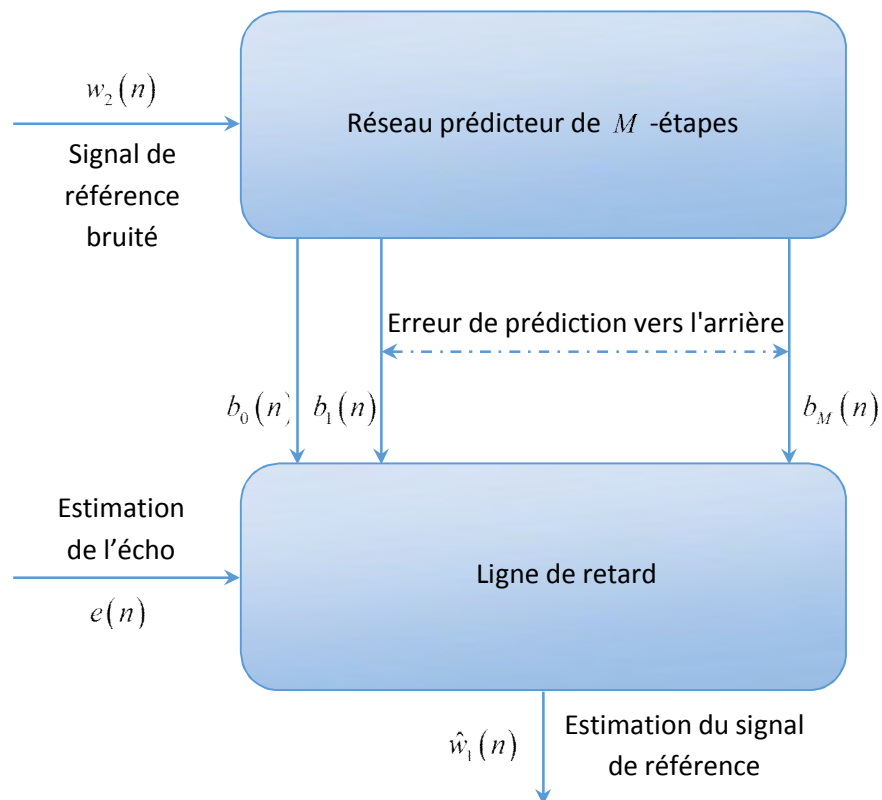 w₂(n)
Signal de
référence
bruité
Réseau prédicteur de M -étapes
Erreur de prédiction vers l'arrière
b₀(n) b₁(n) b_M(n)
Estimation
de l’écho
e(n)
Ligne de retard
ŵ₁(n)
Estimation du signal
de référence